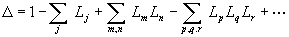 △ = 1 − ∑_j L_j + ∑_{m,n} L_m L_n − ∑_{p,q,r} L_p L_q L_r + ⋯